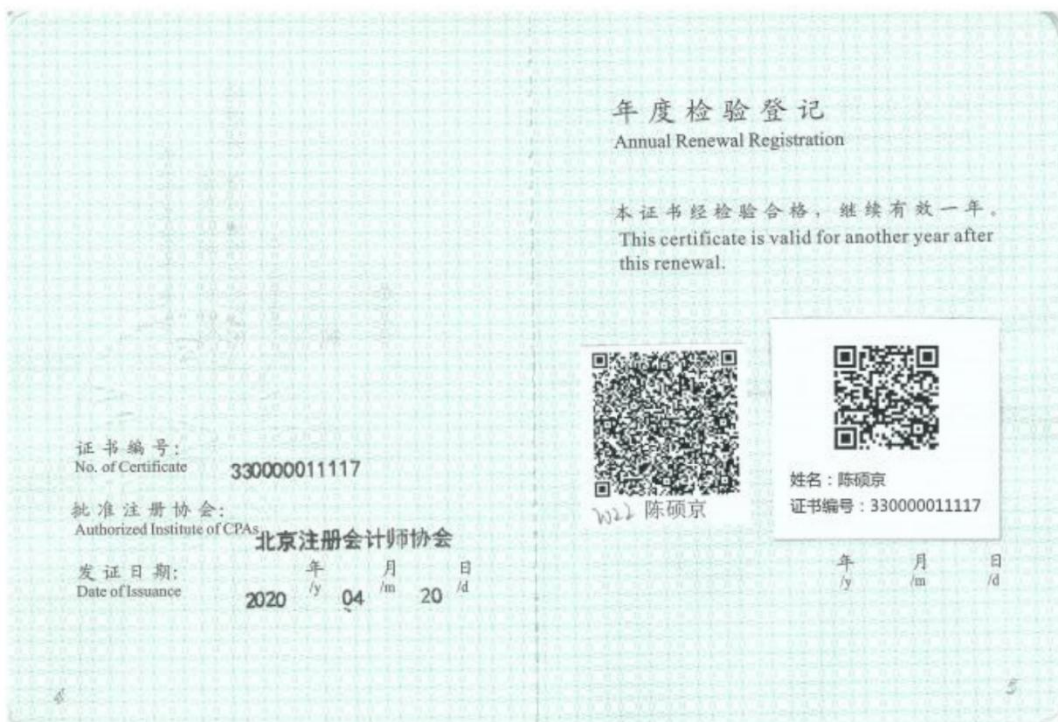 证书编号:
No. of Certificate
330000011117
批准注册协会:
Authorized Institute of CPAs
北京注册会计师协会
发证日期:
Date of Issuance
2020 年 /y 04 月 /m 20 日 /d
年度检验登记
Annual Renewal Registration
本证书经检验合格，继续有效一年。
This certificate is valid for another year after
this renewal.
2022 陈硕京
姓名：陈硕京
证书编号：330000011117
年 月 日
/y /m /d
5